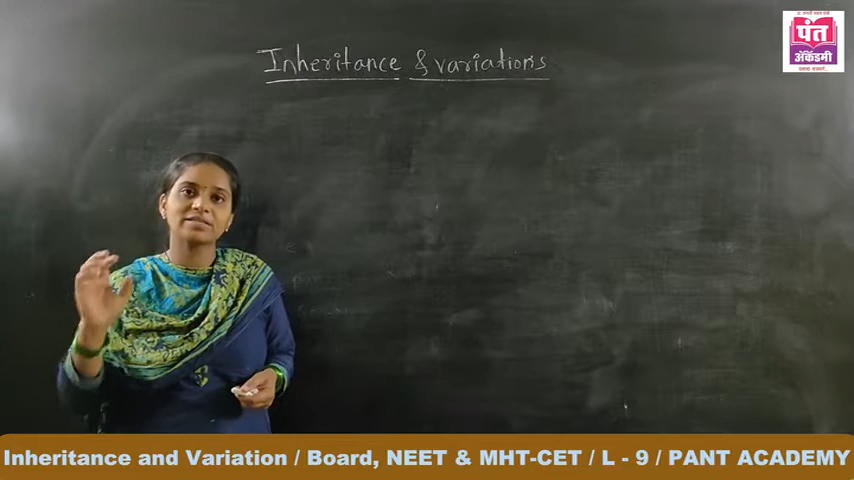 Inheritance & variations
पंत
अ‍ॅकॅडमी
Inheritance and Variation / Board, NEET & MHT-CET / L - 9 / PANT ACADEMY